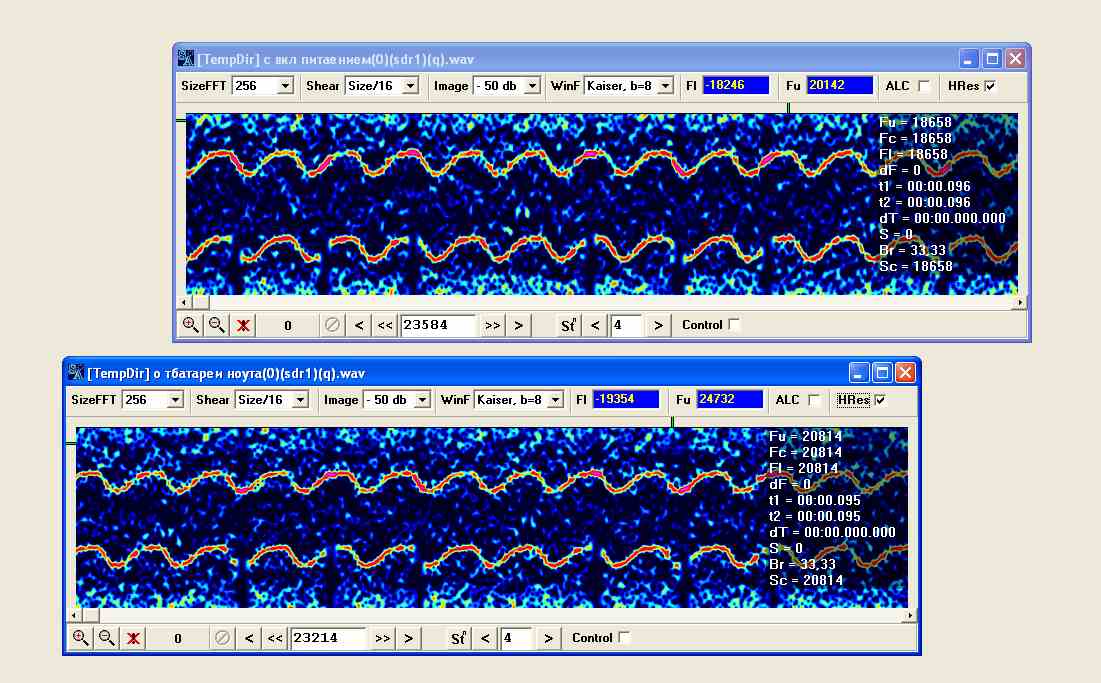 [TempDir] с вкл питаением(0)(sdr1)(q).wav
SizeFFT 256 Shear Size/16 Image - 50 db WinF Kaiser, b=8 Fl -18246 Fu 20142 ALC HRes
Fu = 18658
Fc = 18658
Fl = 18658
dF = 0
t1 = 00:00.096
t2 = 00:00.096
dT = 00:00.000.000
S = 0
Br = 33,33
Sc = 18658
0 < << 23584 >> > Sf < 4 > Control
[TempDir] о тбатареи ноута(0)(sdr1)(q).wav
SizeFFT 256 Shear Size/16 Image - 50 db WinF Kaiser, b=8 Fl -19354 Fu 24732 ALC HRes
Fu = 20814
Fc = 20814
Fl = 20814
dF = 0
t1 = 00:00.095
t2 = 00:00.095
dT = 00:00.000.000
S = 0
Br = 33,33
Sc = 20814
0 < << 23214 >> > Sf < 4 > Control